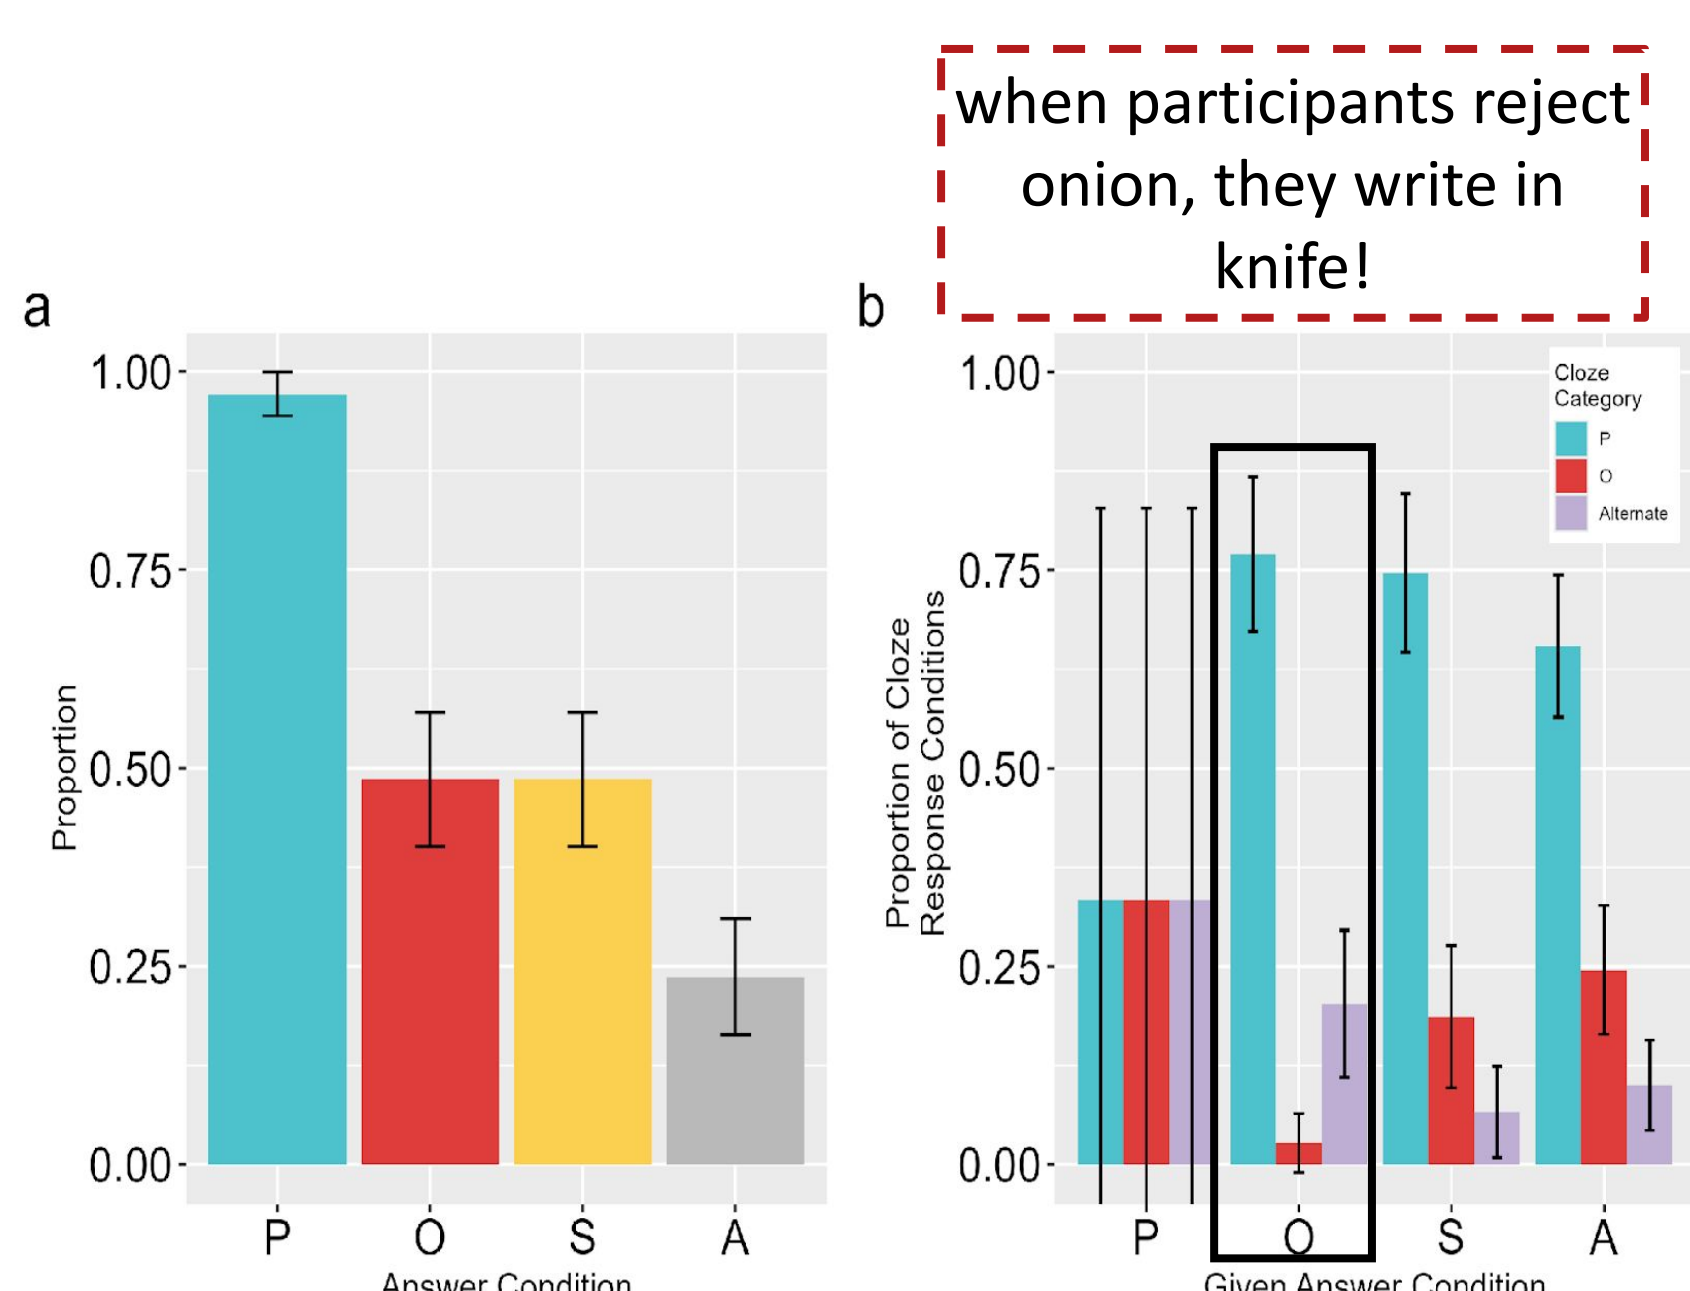 when participants reject
onion, they write in
knife!
a
1.00
0.75
0.50
0.25
0.00
Proportion
P O S A
Answer Condition
b
1.00
0.75
0.50
0.25
0.00
Proportion of Cloze
Response Conditions
Cloze
Category
P
O
Alternate
P O S A
Given Answer Condition